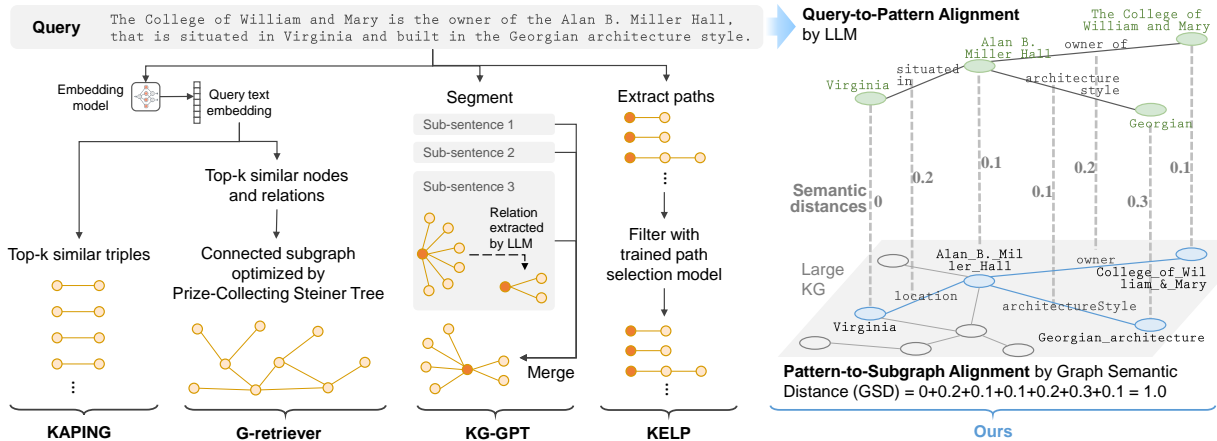 Query
The College of William and Mary is the owner of the Alan B. Miller Hall,
that is situated in Virginia and built in the Georgian architecture style.
Embedding
model
Query text
embedding
Top-k similar triples
...
Top-k similar nodes
and relations
Connected subgraph
optimized by
Prize-Collecting Steiner Tree
Segment
Sub-sentence 1
Sub-sentence 2
Sub-sentence 3
Relation
extracted
by LLM
Merge
Extract paths
...
Filter with
trained path
selection model
...
KAPING
G-retriever
KG-GPT
KELP
Query-to-Pattern Alignment
by LLM
The College of
William and Mary
Alan B.
Miller Hall
owner of
situated
in
architecture
style
Virginia
Georgian
Semantic
distances
0
0.2
0.1
0.1
0.2
0.3
0.1
Large
KG
Alan_B._Mil
ler_Hall
owner
College_of_Wil
liam_&_Mary
location
architectureStyle
Virginia
Georgian_architecture
Pattern-to-Subgraph Alignment by Graph Semantic
Distance (GSD) = 0+0.2+0.1+0.1+0.2+0.3+0.1 = 1.0
Ours